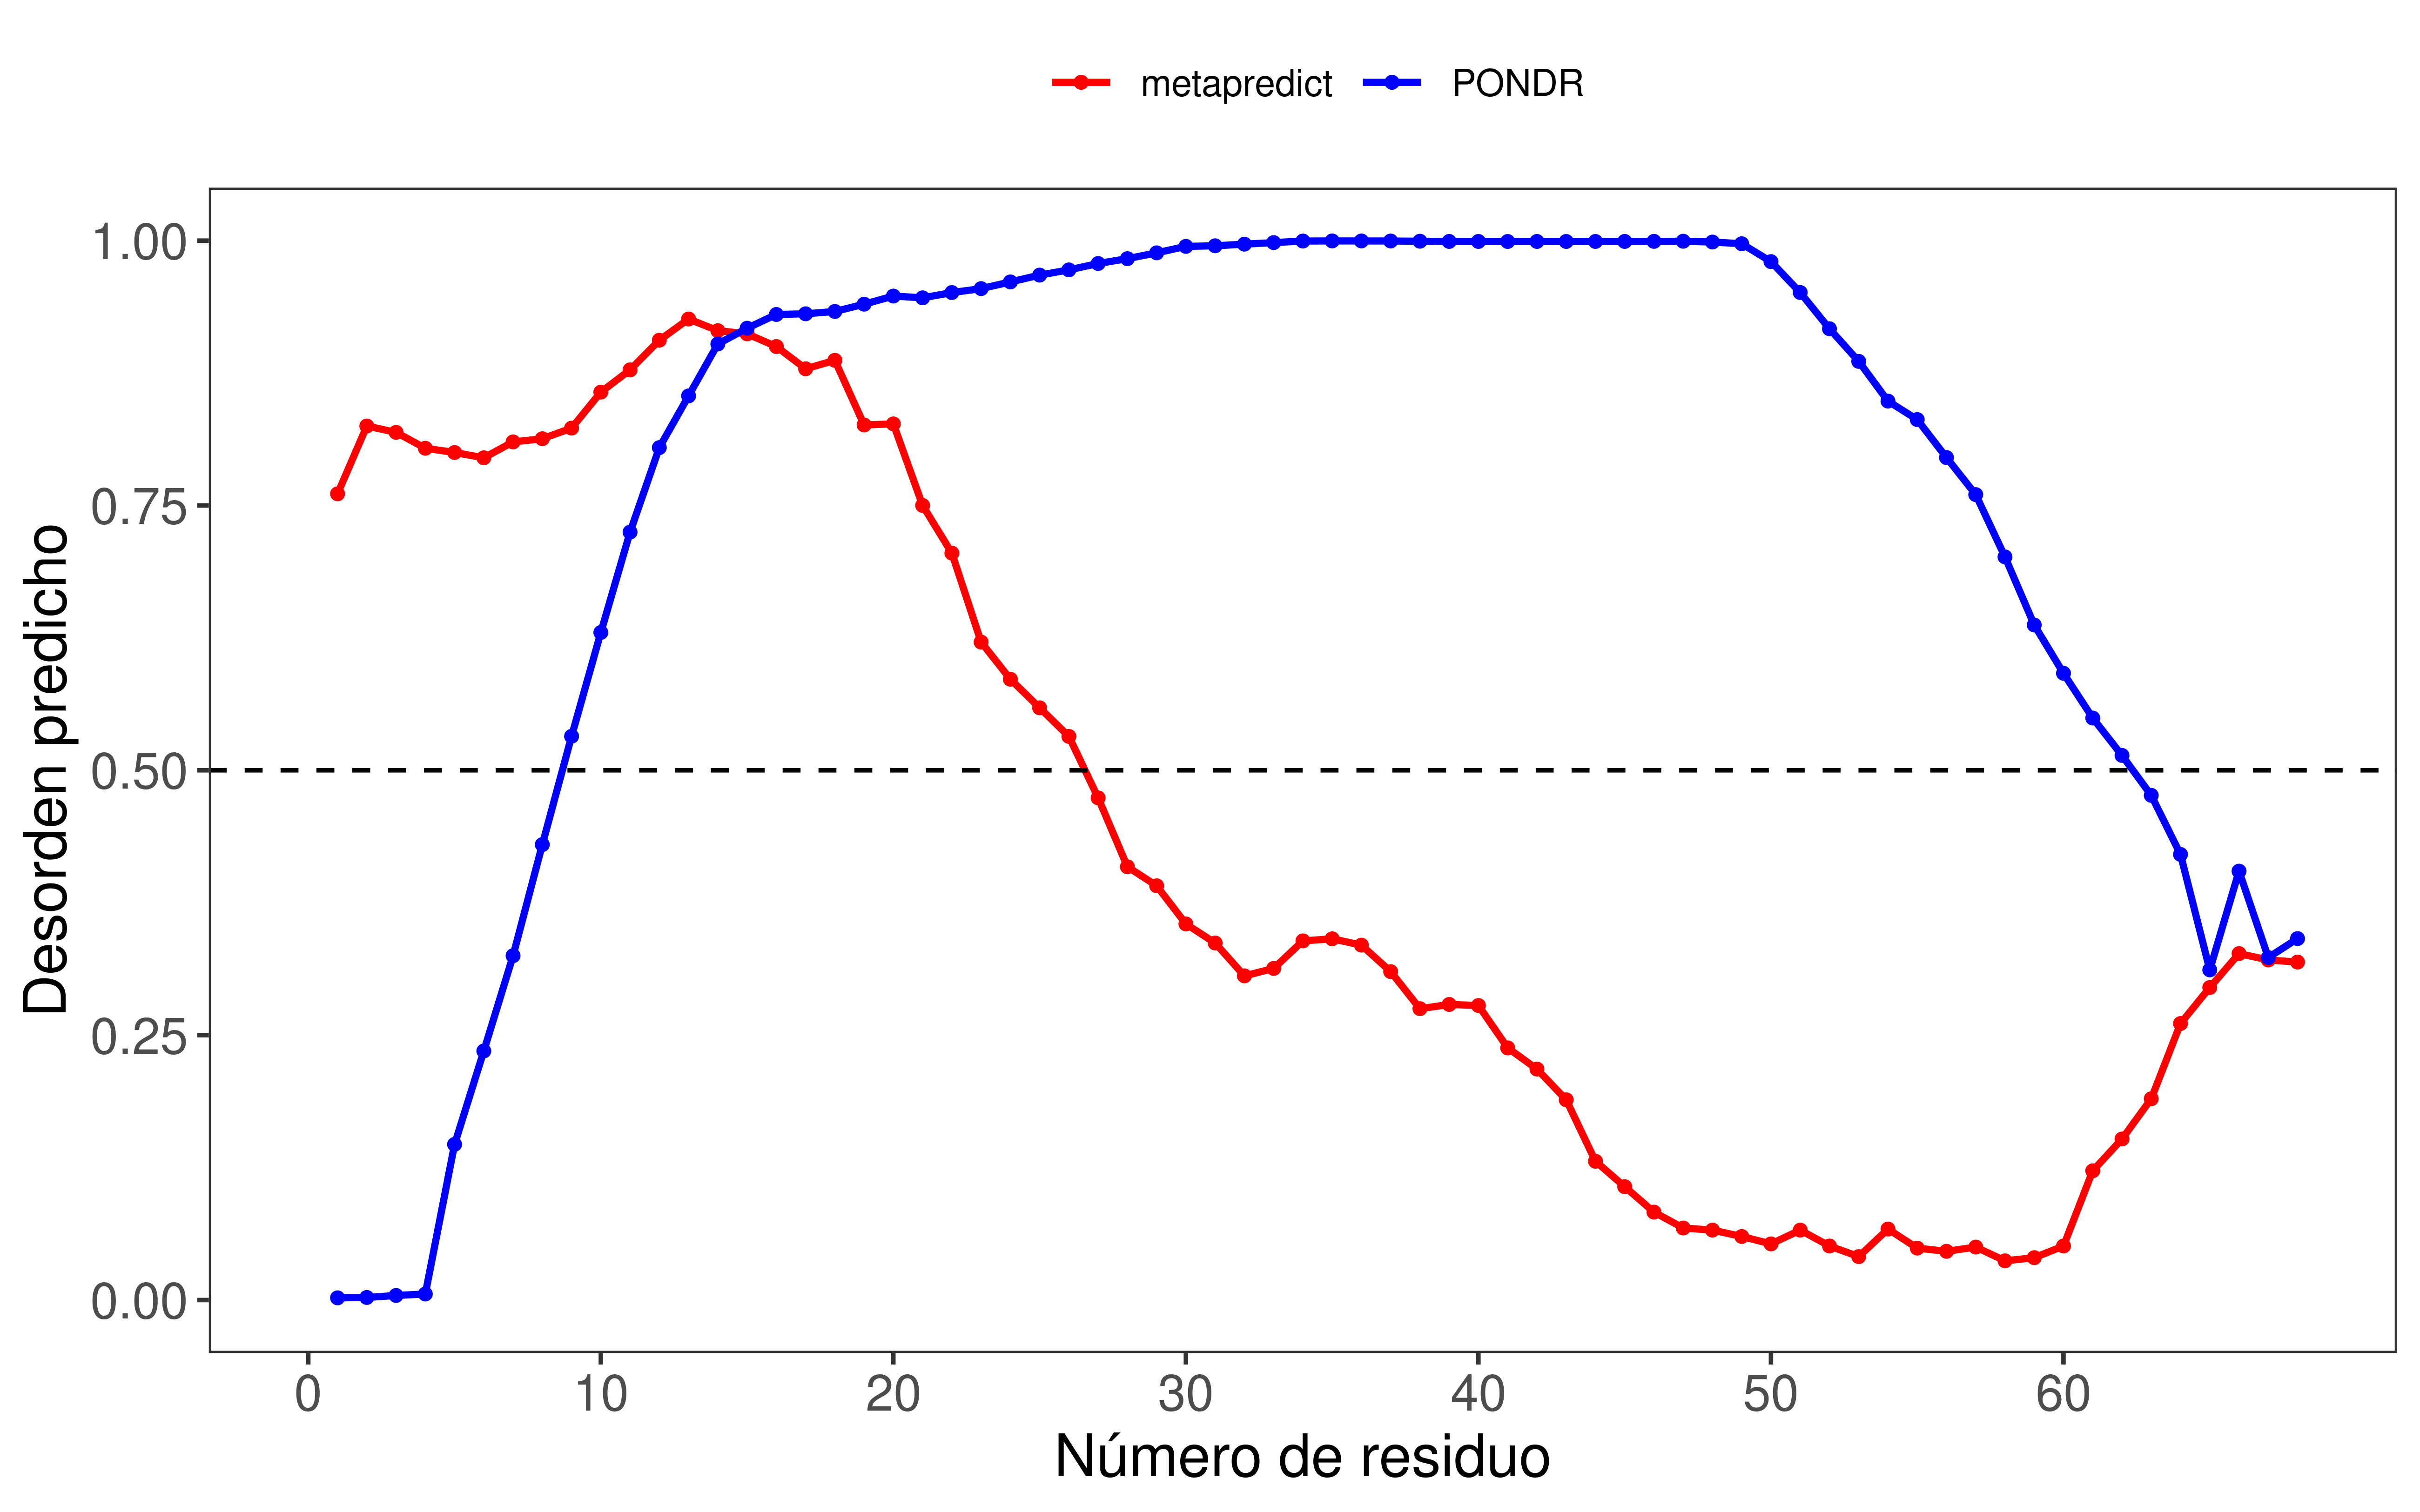 metapredict PONDR
1.00
0.75
0.50
0.25
0.00
Desorden predicho
0 10 20 30 40 50 60
Número de residuo